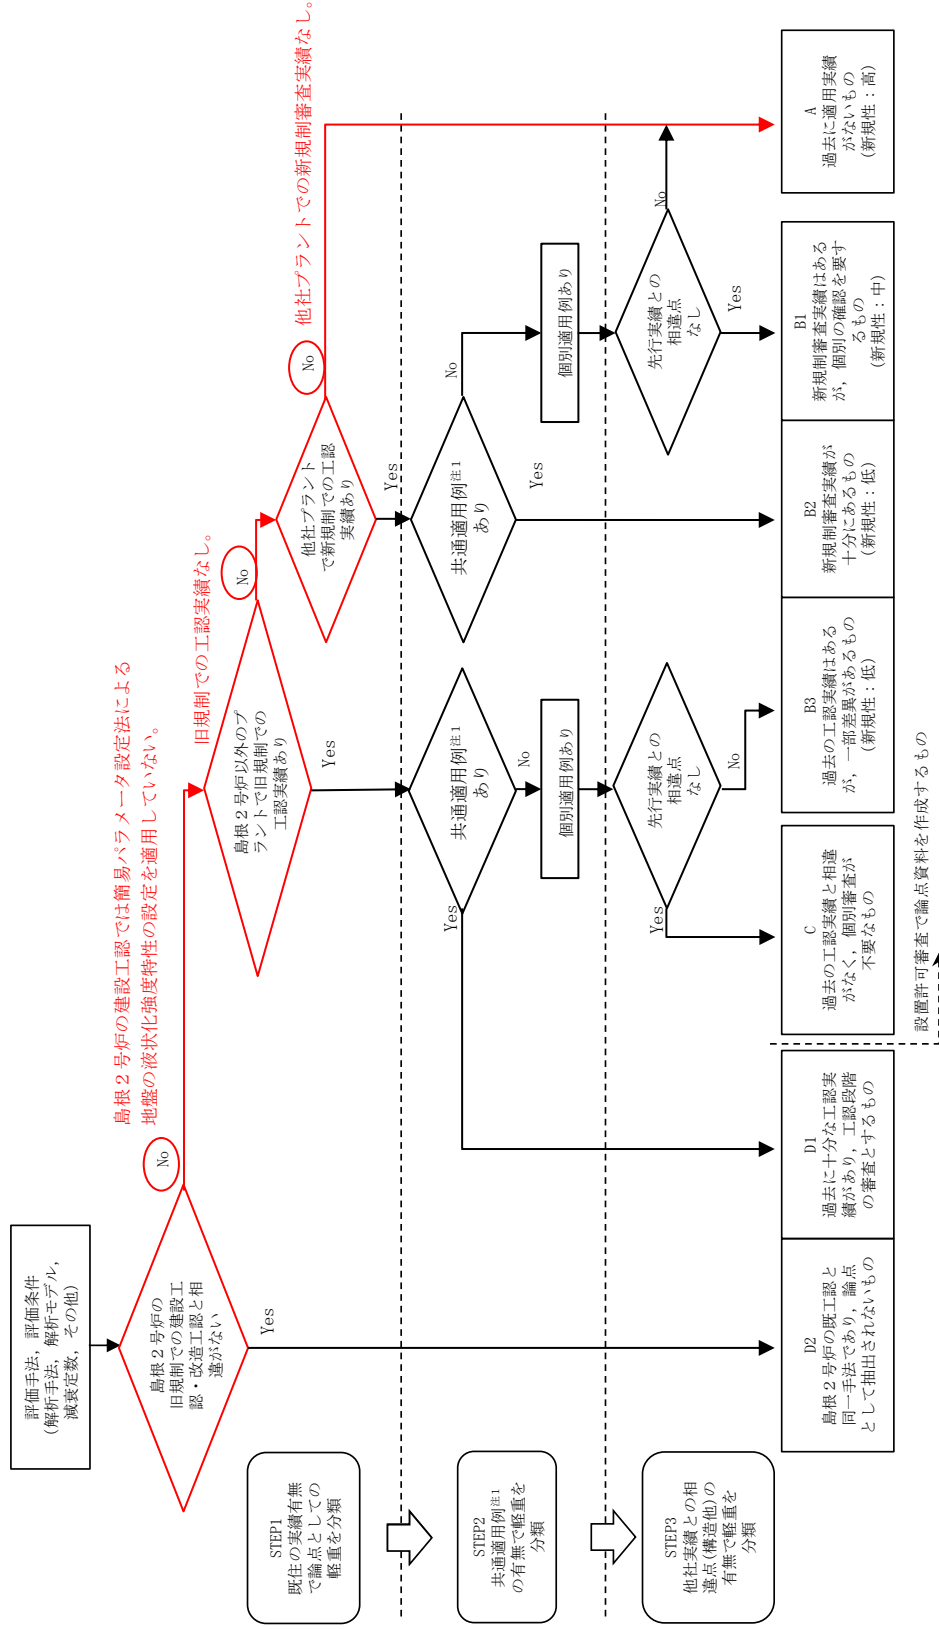 評価手法，評価条件
(解析手法，解析モデル，
減衰定数，その他)
島根２号炉の
旧規制での建設工
認・改造工認と相
違がない
No
Yes
島根２号炉の建設工認では簡易パラメータ設定法による
地盤の液状化強度特性の設定を適用していない。
島根２号炉以外のプ
ラントで旧規制での
工認実績あり
No
Yes
旧規制での工認実績なし。
他社プラント
で新規制での工認
実績あり
No
Yes
他社プラントでの新規制審査実績なし。
STEP1
既往の実績有無
で論点としての
軽重を分類
STEP2
共通適用例注1
の有無で軽重を
分類
STEP3
他社実績との相
違点(構造他)の
有無で軽重を
分類
共通適用例注1
あり
Yes
No
個別適用例あり
先行実績との
相違点
なし
Yes
No
共通適用例注1
あり
Yes
No
個別適用例あり
先行実績との
相違点
なし
Yes
No
D2
島根２号炉の既工認と
同一手法であり，論点
として抽出されないもの
D1
過去に十分な工認実
績があり，工認段階
の審査とするもの
C
過去の工認実績と相違
がなく，個別審査が
不要なもの
B3
過去の工認実績はある
が，一部差異があるもの
(新規性：低)
B2
新規制審査実績が
十分にあるもの
(新規性：低)
B1
新規制審査実績はある
が，個別の確認を要す
るもの
(新規性：中)
A
過去に適用実績
がないもの
(新規性：高)
設置許可審査で論点資料を作成するもの